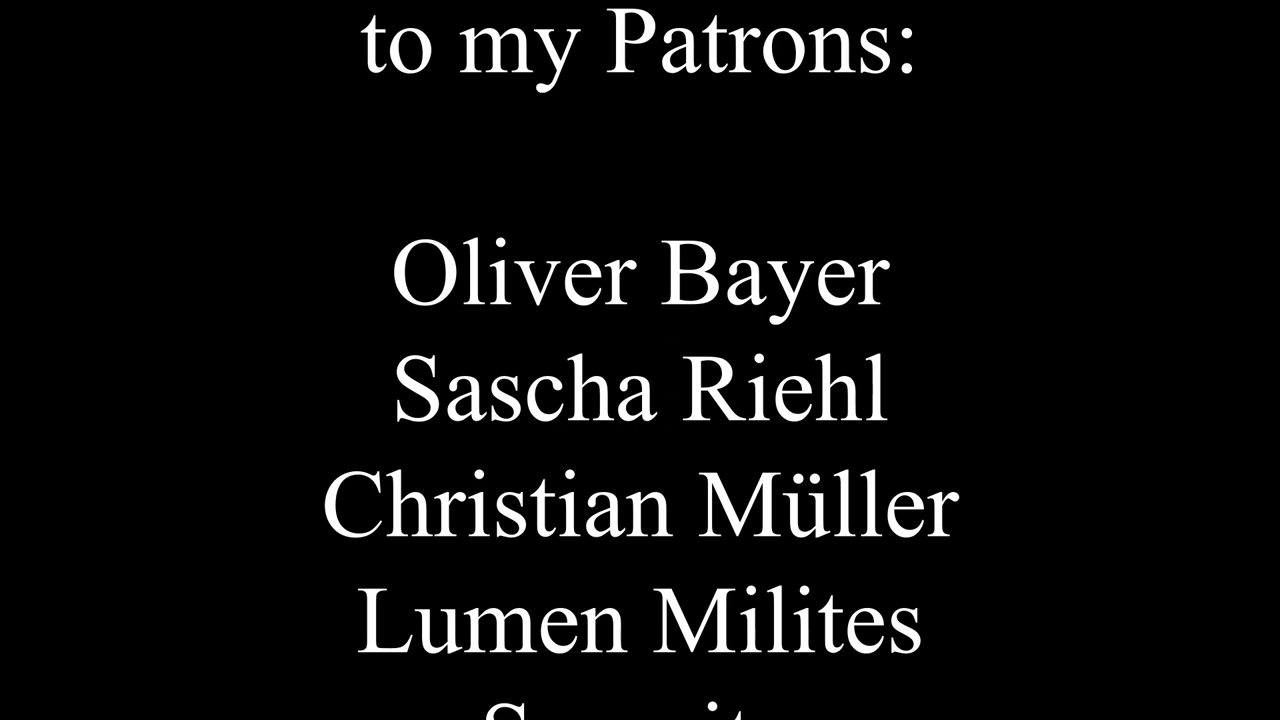 to my Patrons:
Oliver Bayer
Sascha Riehl
Christian Müller
Lumen Milites